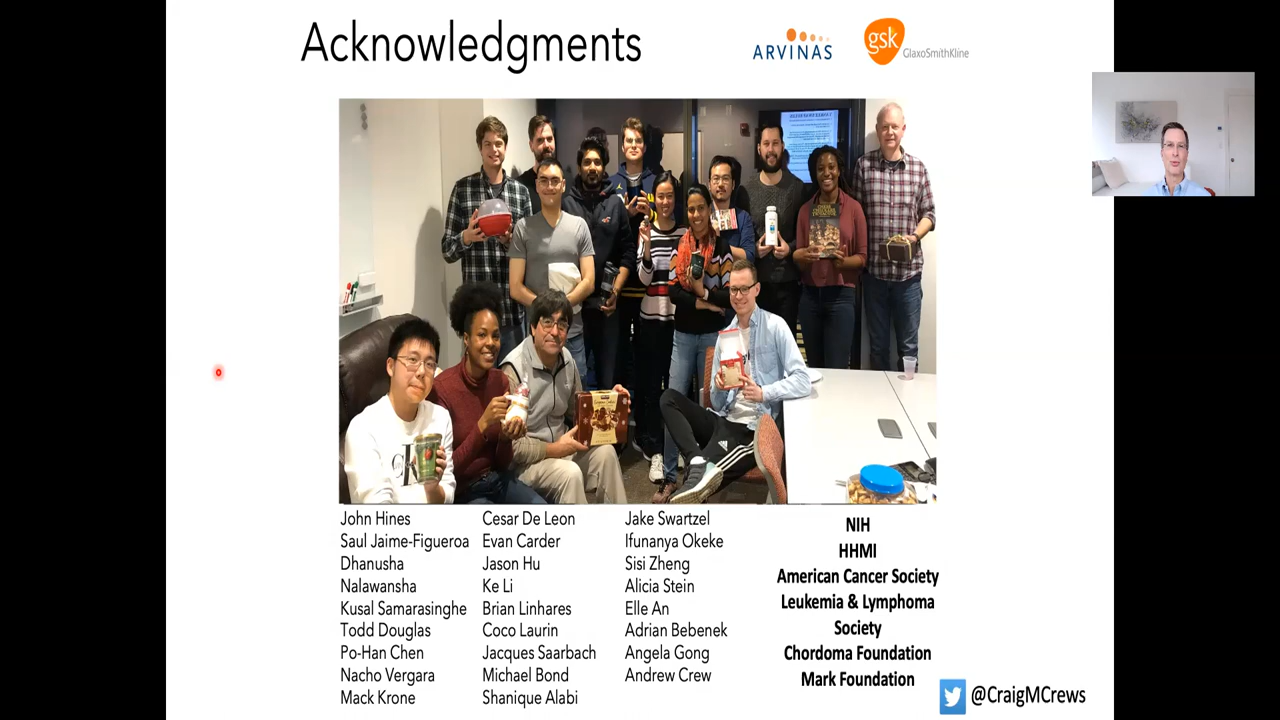 Acknowledgments
ARVINAS
gsk
GlaxoSmithKline
John Hines
Saul Jaime-Figueroa
Dhanusha
Nalawansha
Kusal Samarasinghe
Todd Douglas
Po-Han Chen
Nacho Vergara
Mack Krone
Cesar De Leon
Evan Carder
Jason Hu
Ke Li
Brian Linhares
Coco Laurin
Jacques Saarbach
Michael Bond
Shanique Alabi
Jake Swartzel
Ifunanya Okeke
Sisi Zheng
Alicia Stein
Elle An
Adrian Bebenek
Angela Gong
Andrew Crew
NIH
HHMI
American Cancer Society
Leukemia & Lymphoma
Society
Chordoma Foundation
Mark Foundation
@CraigMCrews